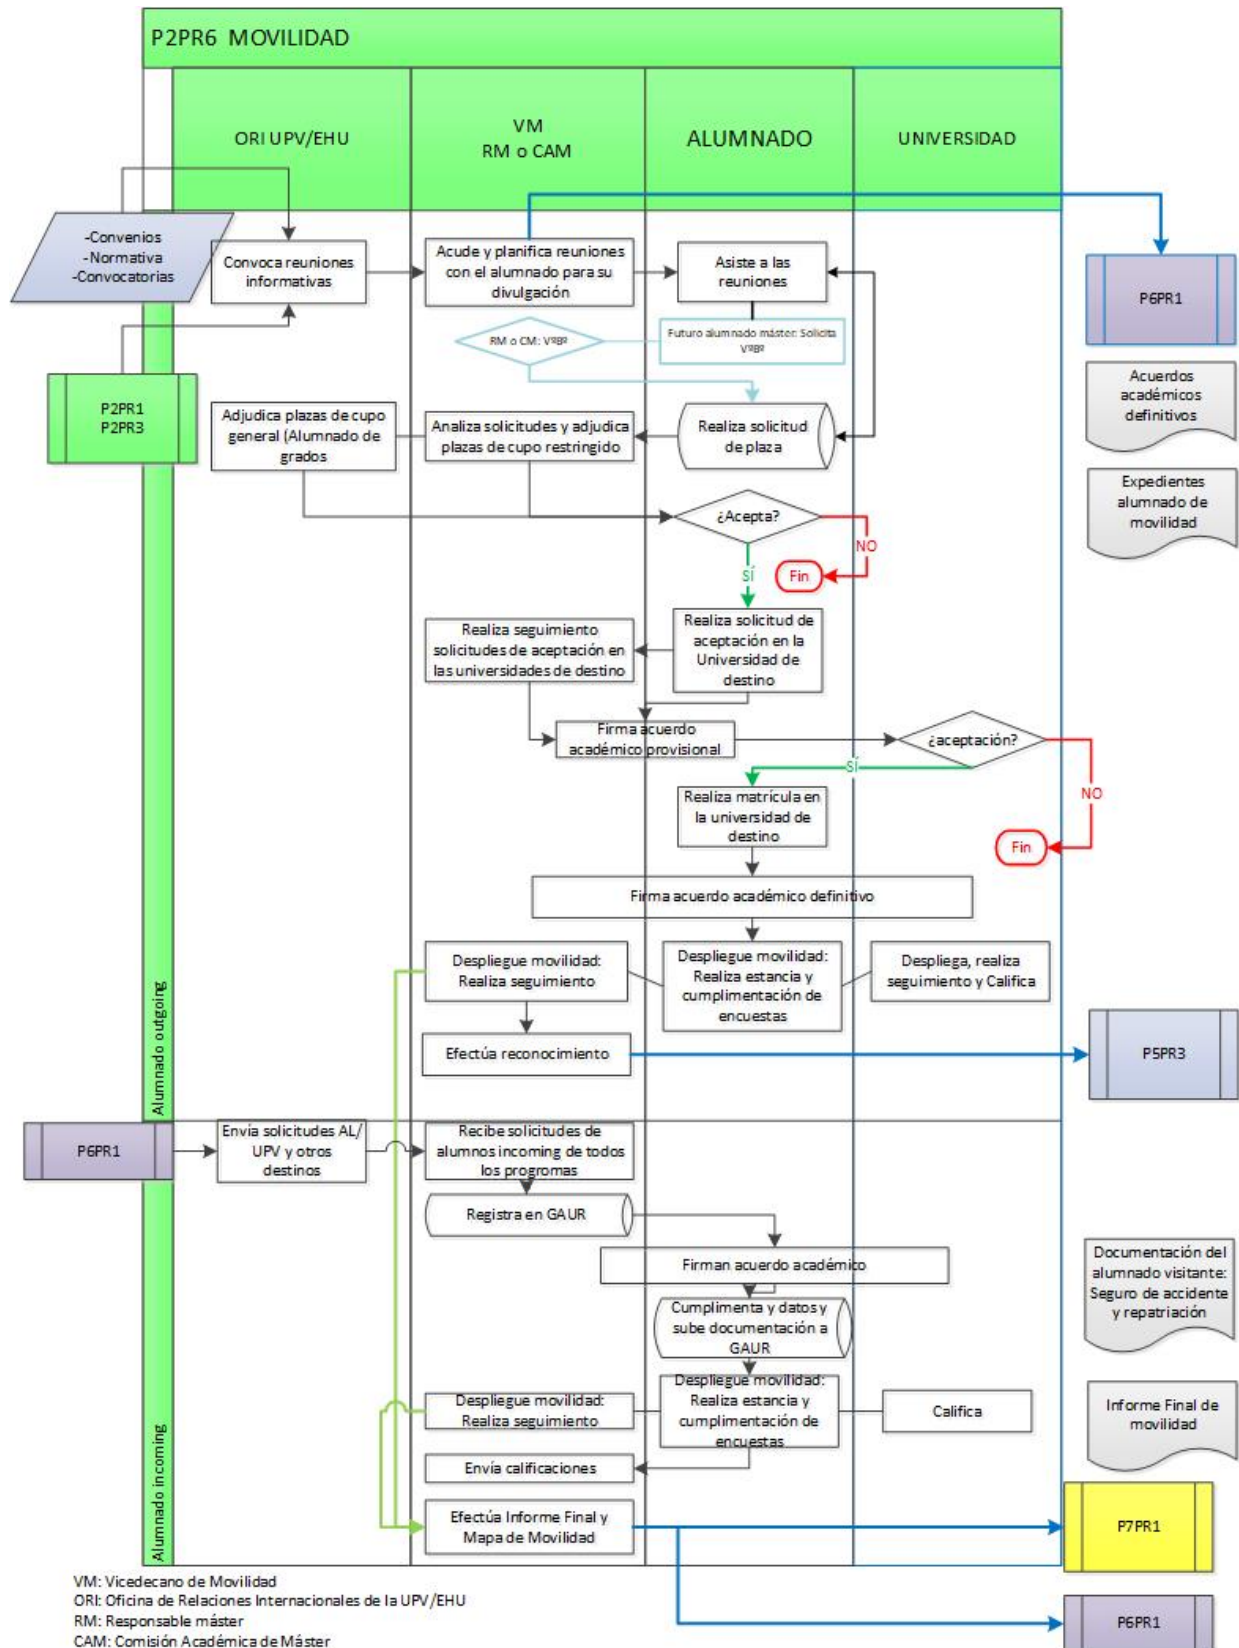 P2PR6 MOVILIDAD
ORI UPV/EHU
VM
RM o CAM
ALUMNADO
UNIVERSIDAD
-Convenios
-Normativa
-Convocatorias
Convoca reuniones
informativas
Acude y planifica reuniones
con el alumnado para su
divulgación
Asiste a las
reuniones
P6PR1
RM o CM: VºBº
Futuro alumnado máster: Solicita
VºBº
P2PR1
P2PR3
Adjudica plazas de cupo
general (Alumnado de
grados
Analiza solicitudes y adjudica
plazas de cupo restringido
Realiza solicitud
de plaza
Acuerdos
académicos
definitivos
Expedientes
alumnado de
movilidad
¿Acepta?
NO
SÍ
Fin
Realiza seguimiento
solicitudes de aceptación en
las universidades de destino
Realiza solicitud de
aceptación en la
Universidad de
destino
Firma acuerdo
académico provisional
¿aceptación?
SÍ
NO
Realiza matrícula en
la universidad de
destino
Fin
Firma acuerdo académico definitivo
Despliegue movilidad:
Realiza seguimiento
Despliegue movilidad:
Realiza estancia y
cumplimentación de
encuestas
Despliega, realiza
seguimiento y Califica
Efectúa reconocimiento
P5PR3
Alumnado outgoing
P6PR1
Envía solicitudes AL/
UPV y otros
destinos
Recibe solicitudes de
alumnos incoming de todos
los programas
Registra en GAUR
Firman acuerdo académico
Cumplimenta y datos y
sube documentación a
GAUR
Documentación del
alumnado visitante:
Seguro de accidente
y repatriación
Despliegue movilidad:
Realiza seguimiento
Despliegue movilidad:
Realiza estancia y
cumplimentación de
encuestas
Califica
Informe Final de
movilidad
Envía calificaciones
Efectúa Informe Final y
Mapa de Movilidad
P7PR1
Alumnado incoming
P6PR1
VM: Vicedecano de Movilidad
ORI: Oficina de Relaciones Internacionales de la UPV/EHU
RM: Responsable máster
CAM: Comisión Académica de Máster